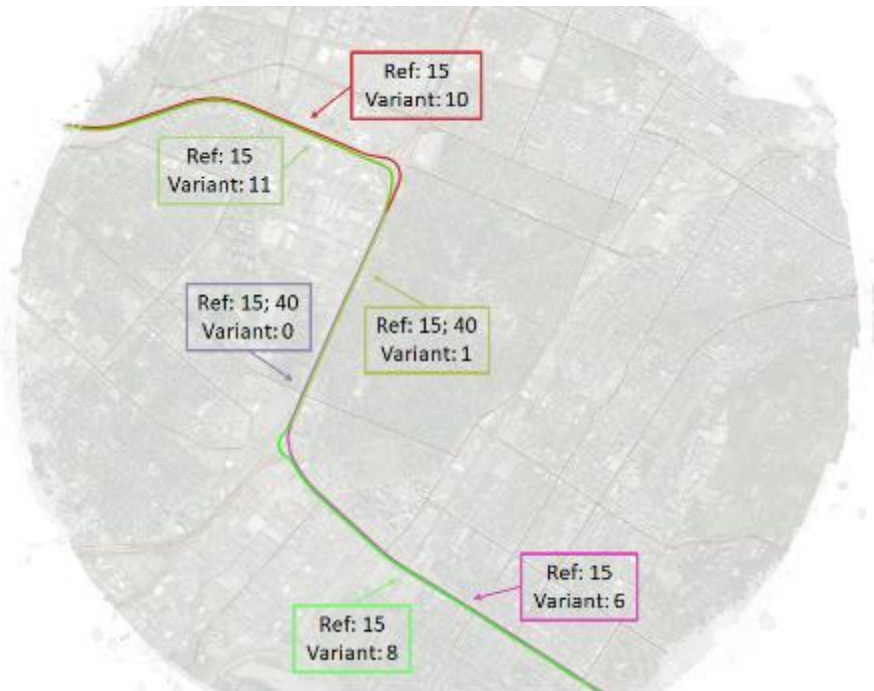 Ref: 15
Variant: 10
Ref: 15
Variant: 11
Ref: 15; 40
Variant: 0
Ref: 15; 40
Variant: 1
Ref: 15
Variant: 6
Ref: 15
Variant: 8